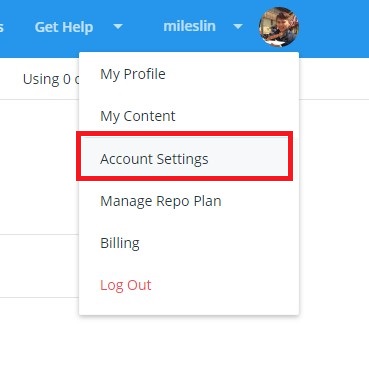 s Get Help mileslin
Using 0 o
My Profile
My Content
Account Settings
Manage Repo Plan
Billing
Log Out